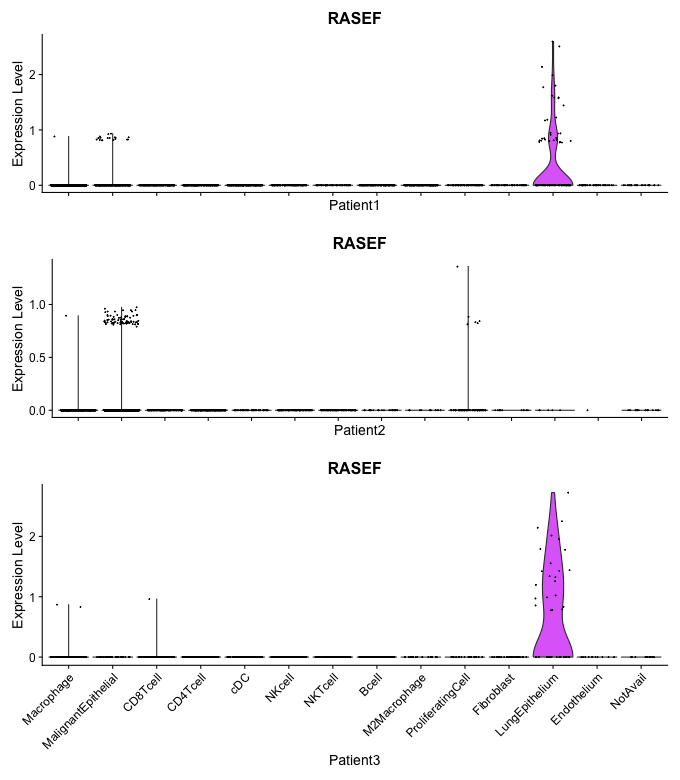 RASEF
Expression Level
2
1
0
Patient1
RASEF
Expression Level
1.0
0.5
0.0
Patient2
RASEF
Expression Level
2
1
0
Macrophage
MalignantEpithelial
CD8Tcell
CD4Tcell
cDC
NKcell
NKTcell
Bcell
M2Macrophage
ProliferatingCell
Fibroblast
LungEpithelium
Endothelium
NotAvail
Patient3